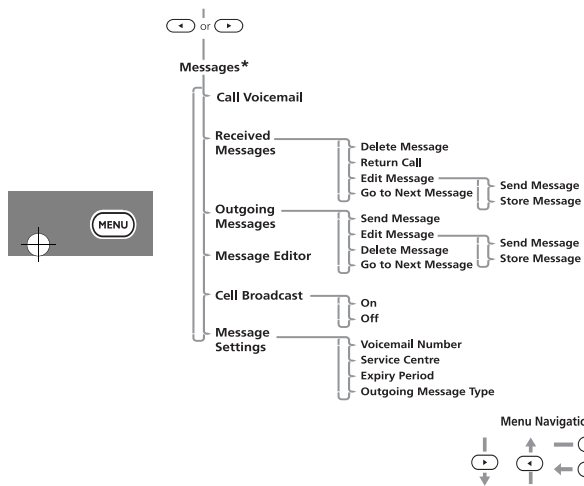 or
Messages*
Call Voicemail
Received
Messages
Delete Message
Return Call
Edit Message
Go to Next Message
Send Message
Store Message
MENU
Outgoing
Messages
Send Message
Edit Message
Delete Message
Go to Next Message
Send Message
Store Message
Message Editor
Cell Broadcast
On
Off
Message
Settings
Voicemail Number
Service Centre
Expiry Period
Outgoing Message Type
Menu Navigatio